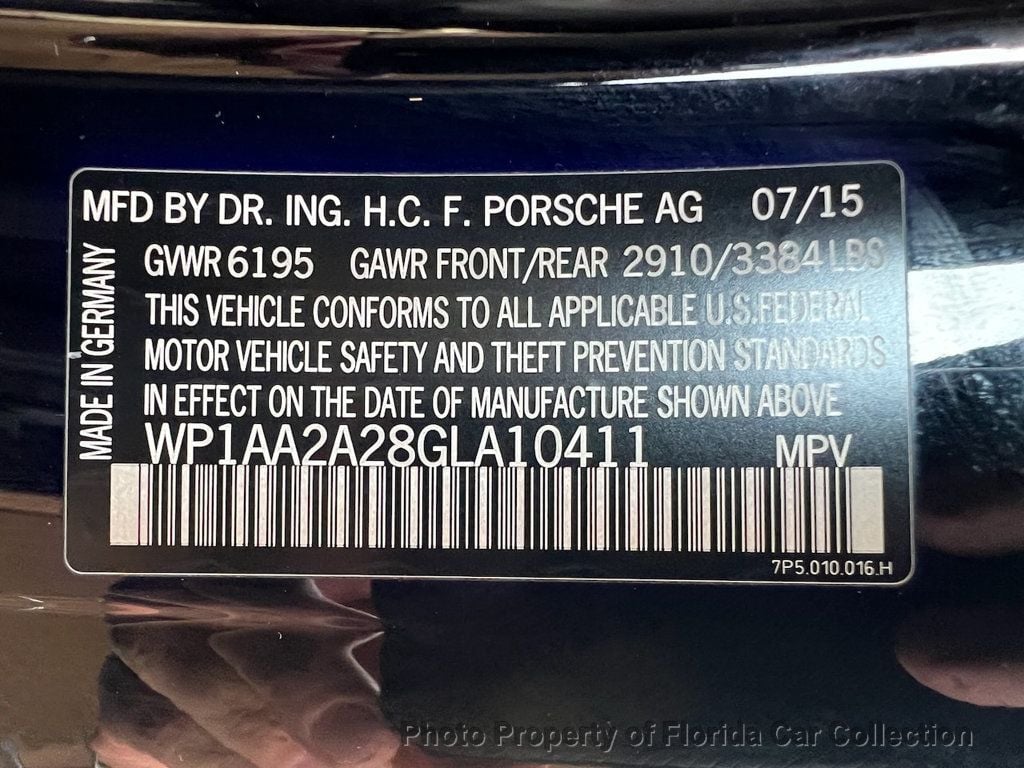 MFD BY DR. ING. H.C. F. PORSCHE AG 07/15
MADE IN GERMANY
GVWR 6195 GAWR FRONT/REAR 2910/3384 LBS
THIS VEHICLE CONFORMS TO ALL APPLICABLE U.S.FEDERAL
MOTOR VEHICLE SAFETY AND THEFT PREVENTION STANDARDS
IN EFFECT ON THE DATE OF MANUFACTURE SHOWN ABOVE
WP1AA2A28GLA10411 MPV
7P5.010.016.H
Photo Property of Florida Car Collection